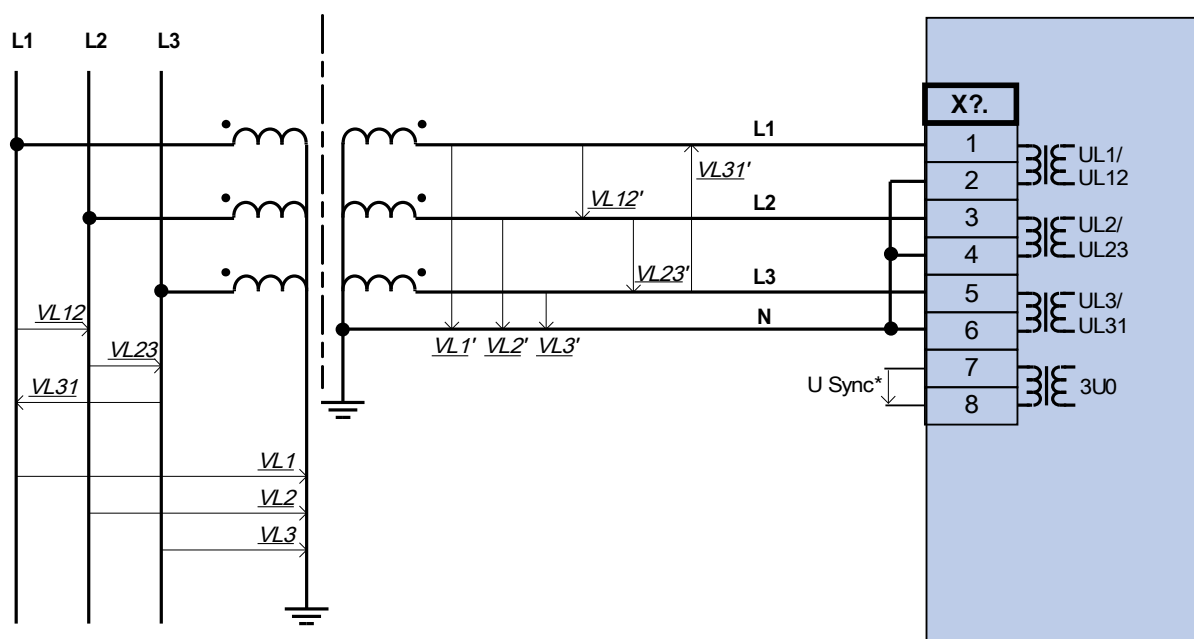 L1 L2 L3
X?.
L1
1
UL1/
UL12
VL31'
2
VL12'
L2
3
UL2/
UL23
4
VL23'
L3
5
UL3/
UL31
N
6
VL12
VL1' VL2' VL3'
VL23
7
U Sync*
3U0
VL31
8
VL1
VL2
VL3